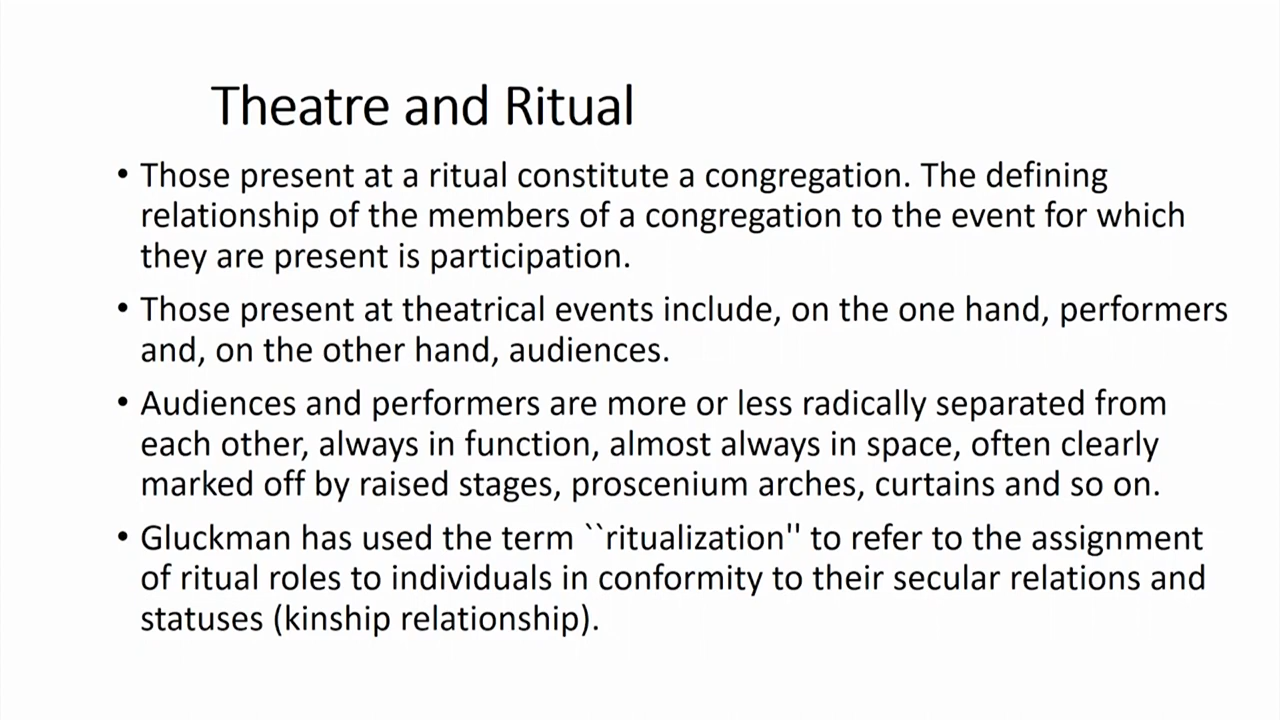 Theatre and Ritual
• Those present at a ritual constitute a congregation. The defining
relationship of the members of a congregation to the event for which
they are present is participation.
• Those present at theatrical events include, on the one hand, performers
and, on the other hand, audiences.
• Audiences and performers are more or less radically separated from
each other, always in function, almost always in space, often clearly
marked off by raised stages, proscenium arches, curtains and so on.
• Gluckman has used the term ``ritualization'' to refer to the assignment
of ritual roles to individuals in conformity to their secular relations and
statuses (kinship relationship).